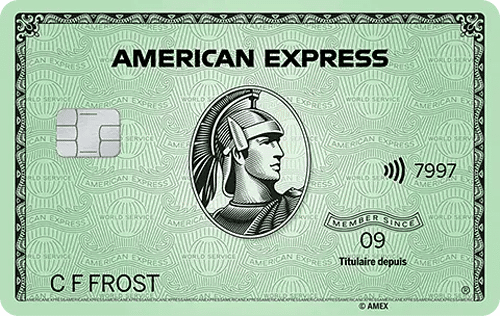 AMERICAN EXPRESS
7997
MEMBER SINCE
09
Titulaire depuis
C F FROST
®
© AMEX